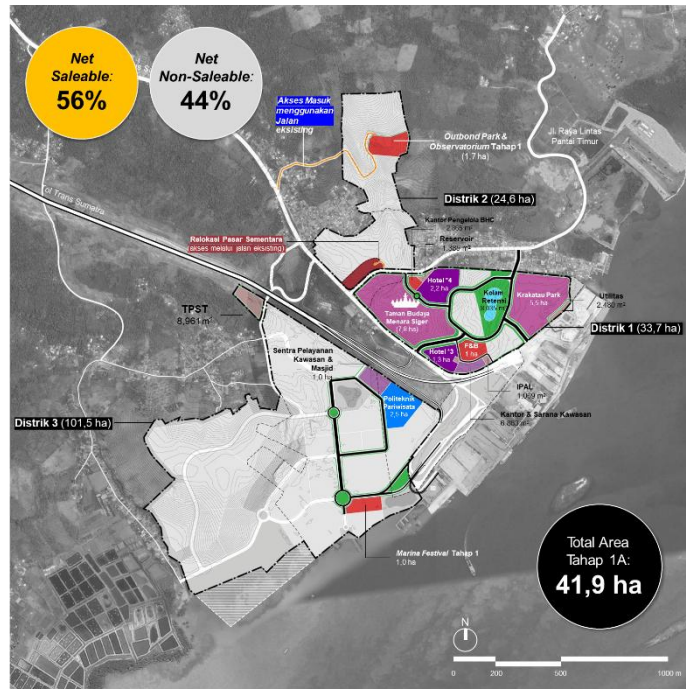 Net
Saleable:
56%
Net
Non-Saleable:
44%
Akses Masuk
menggunakan
Jalan
eksisting
Outbond Park &
Observatorium Tahap 1
(1,7 ha)
Jl. Raya Lintas
Pantai Timur
Tol Trans Sumatra
Distrik 2 (24,6 ha)
Kantor Pengelola BHC
Reservoir
Relokasi Pasar Sementara
akses melalui jalan eksisting
Hotel *4
2,2 ha
Kolam
Retensi
Krakatau Park
5,5 ha
Taman Budaya
Menara Siger
Utilitas
TPST
8,961 m²
Distrik 1 (33,7 ha)
Hotel *3
1,3 ha
F&B
1 ha
Sentra Pelayanan
Kawasan &
Masjid
1,0 ha
IPAL
Politeknik
Pariwisata
2,5 ha
Kantor & Sarana Kawasan
Distrik 3 (101,5 ha)
Marina Festival Tahap 1
1,0 ha
Total Area
Tahap 1A:
41,9 ha
N
0 200 500 1000 m